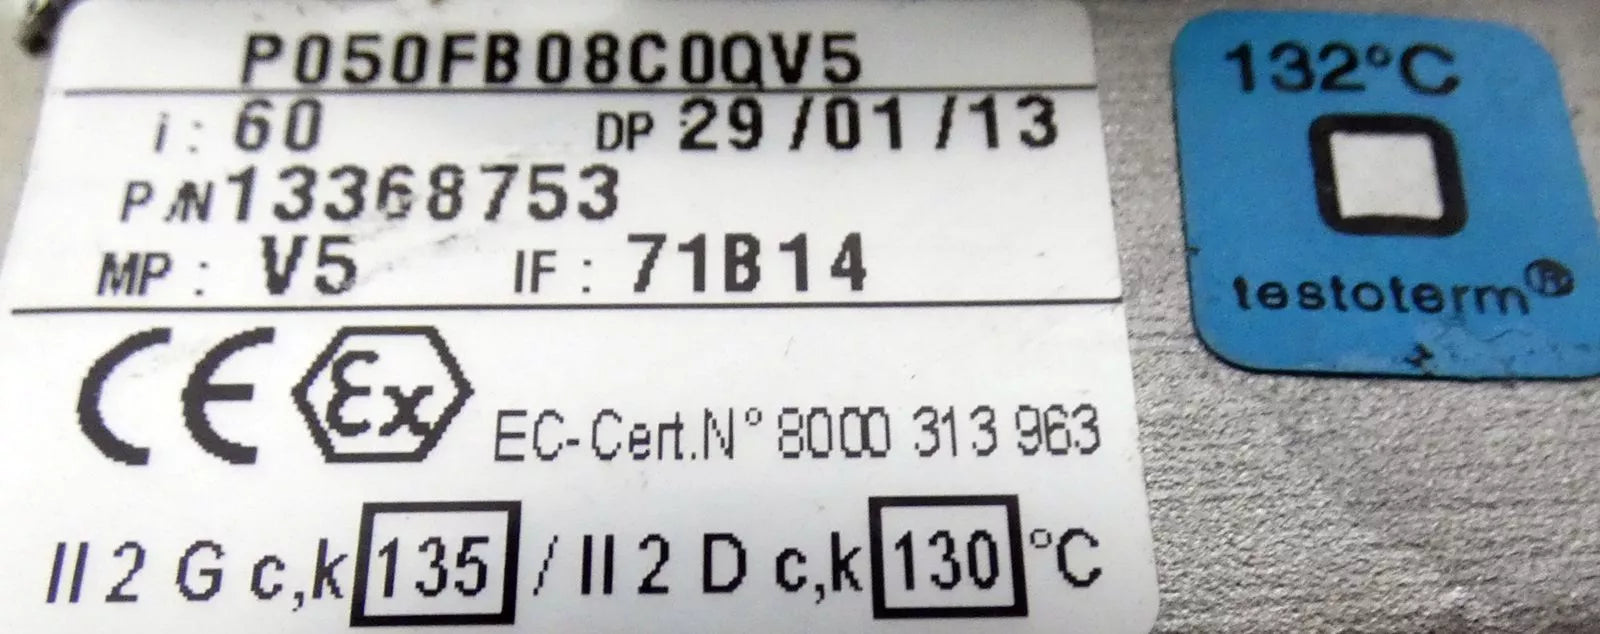 P050FB08C0QV5
i: 60 DP 29/01/13
P/N 13368753
MP: V5 IF: 71B14
CE Ex EC-Cert.N° 8000 313 963
II 2 G c,k 135 / II 2 D c,k 130 °C
132°C
testoterm®